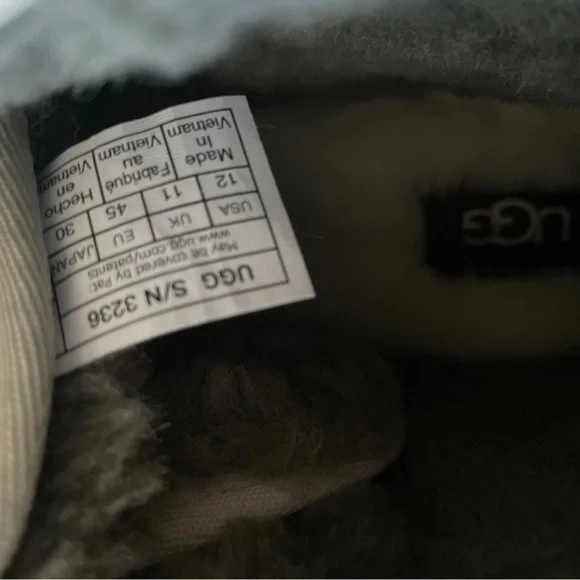 UGG S/N 3236
May be covered by Pat:
www.ugg.com/patents
USA UK EU JAPAN
12 11 45 30
Made Fabriqué Hecho
in au en
Vietnam Vietnam Vietnam
UGG